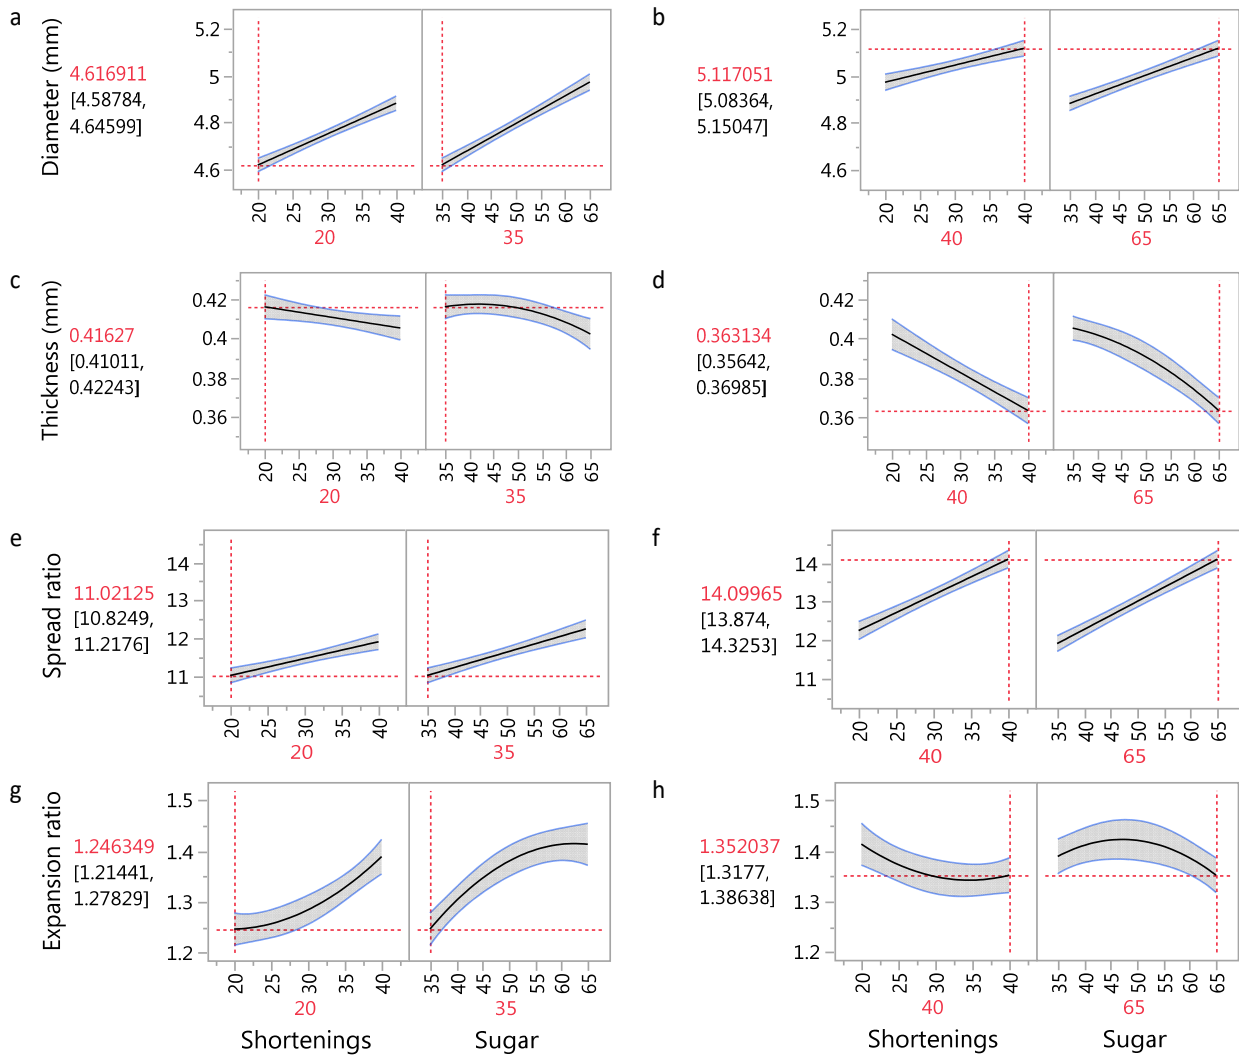 a
Diameter (mm)
4.616911
[4.58784,
4.64599]
5.2
5
4.8
4.6
20 25 30 35 40
20
35 40 45 50 55 60 65
35
b
5.117051
[5.08364,
5.15047]
5.2
5
4.8
4.6
20 25 30 35 40
40
35 40 45 50 55 60 65
65
c
Thickness (mm)
0.41627
[0.41011,
0.42243]
0.42
0.4
0.38
0.36
20 25 30 35 40
20
35 40 45 50 55 60 65
35
d
0.363134
[0.35642,
0.36985]
0.42
0.4
0.38
0.36
20 25 30 35 40
40
35 40 45 50 55 60 65
65
e
Spread ratio
11.02125
[10.8249,
11.2176]
14
13
12
11
20 25 30 35 40
20
35 40 45 50 55 60 65
35
f
14.09965
[13.874,
14.3253]
14
13
12
11
20 25 30 35 40
40
35 40 45 50 55 60 65
65
g
Expansion ratio
1.246349
[1.21441,
1.27829]
1.5
1.4
1.3
1.2
20 25 30 35 40
20
35 40 45 50 55 60 65
35
Shortenings
Sugar
h
1.352037
[1.3177,
1.38638]
1.5
1.4
1.3
1.2
20 25 30 35 40
40
35 40 45 50 55 60 65
65
Shortenings
Sugar